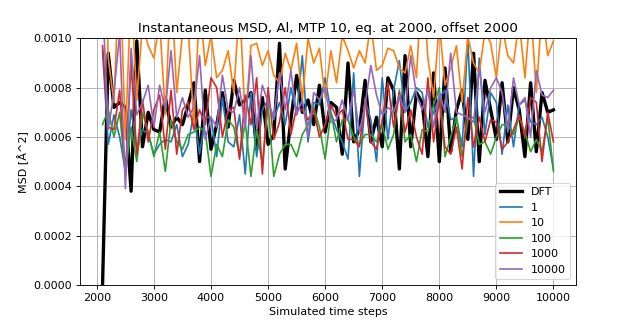 Instantaneous MSD, Al, MTP 10, eq. at 2000, offset 2000
MSD [Å^2]
0.0010
0.0008
0.0006
0.0004
0.0002
0.0000
DFT
1
10
100
1000
10000
2000 3000 4000 5000 6000 7000 8000 9000 10000
Simulated time steps